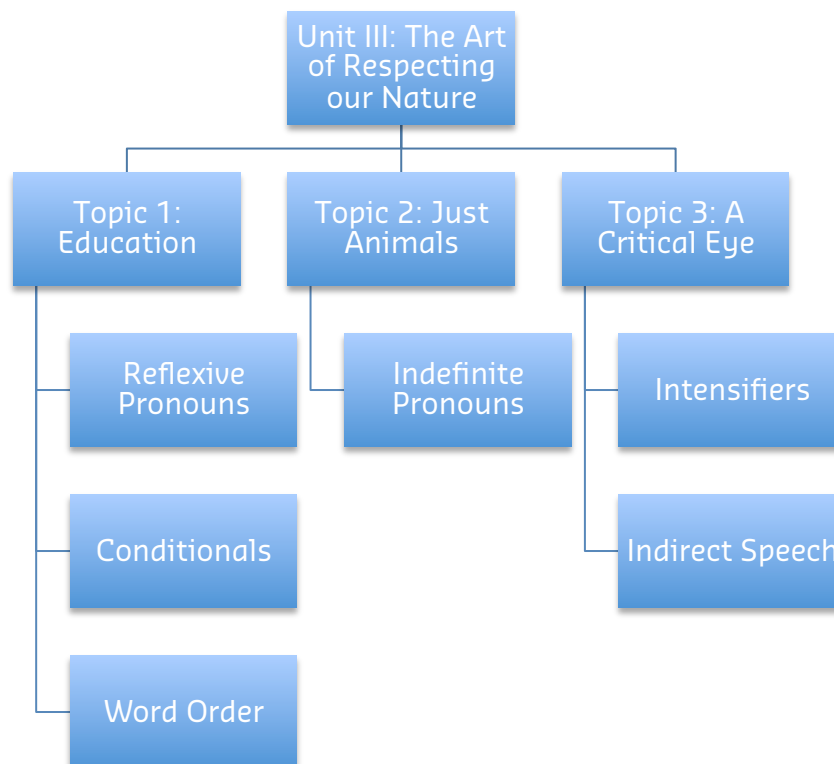 Unit III: The Art
of Respecting
our Nature
Topic 1:
Education
Topic 2: Just
Animals
Topic 3: A
Critical Eye
Reflexive
Pronouns
Indefinite
Pronouns
Intensifiers
Conditionals
Indirect Speech
Word Order